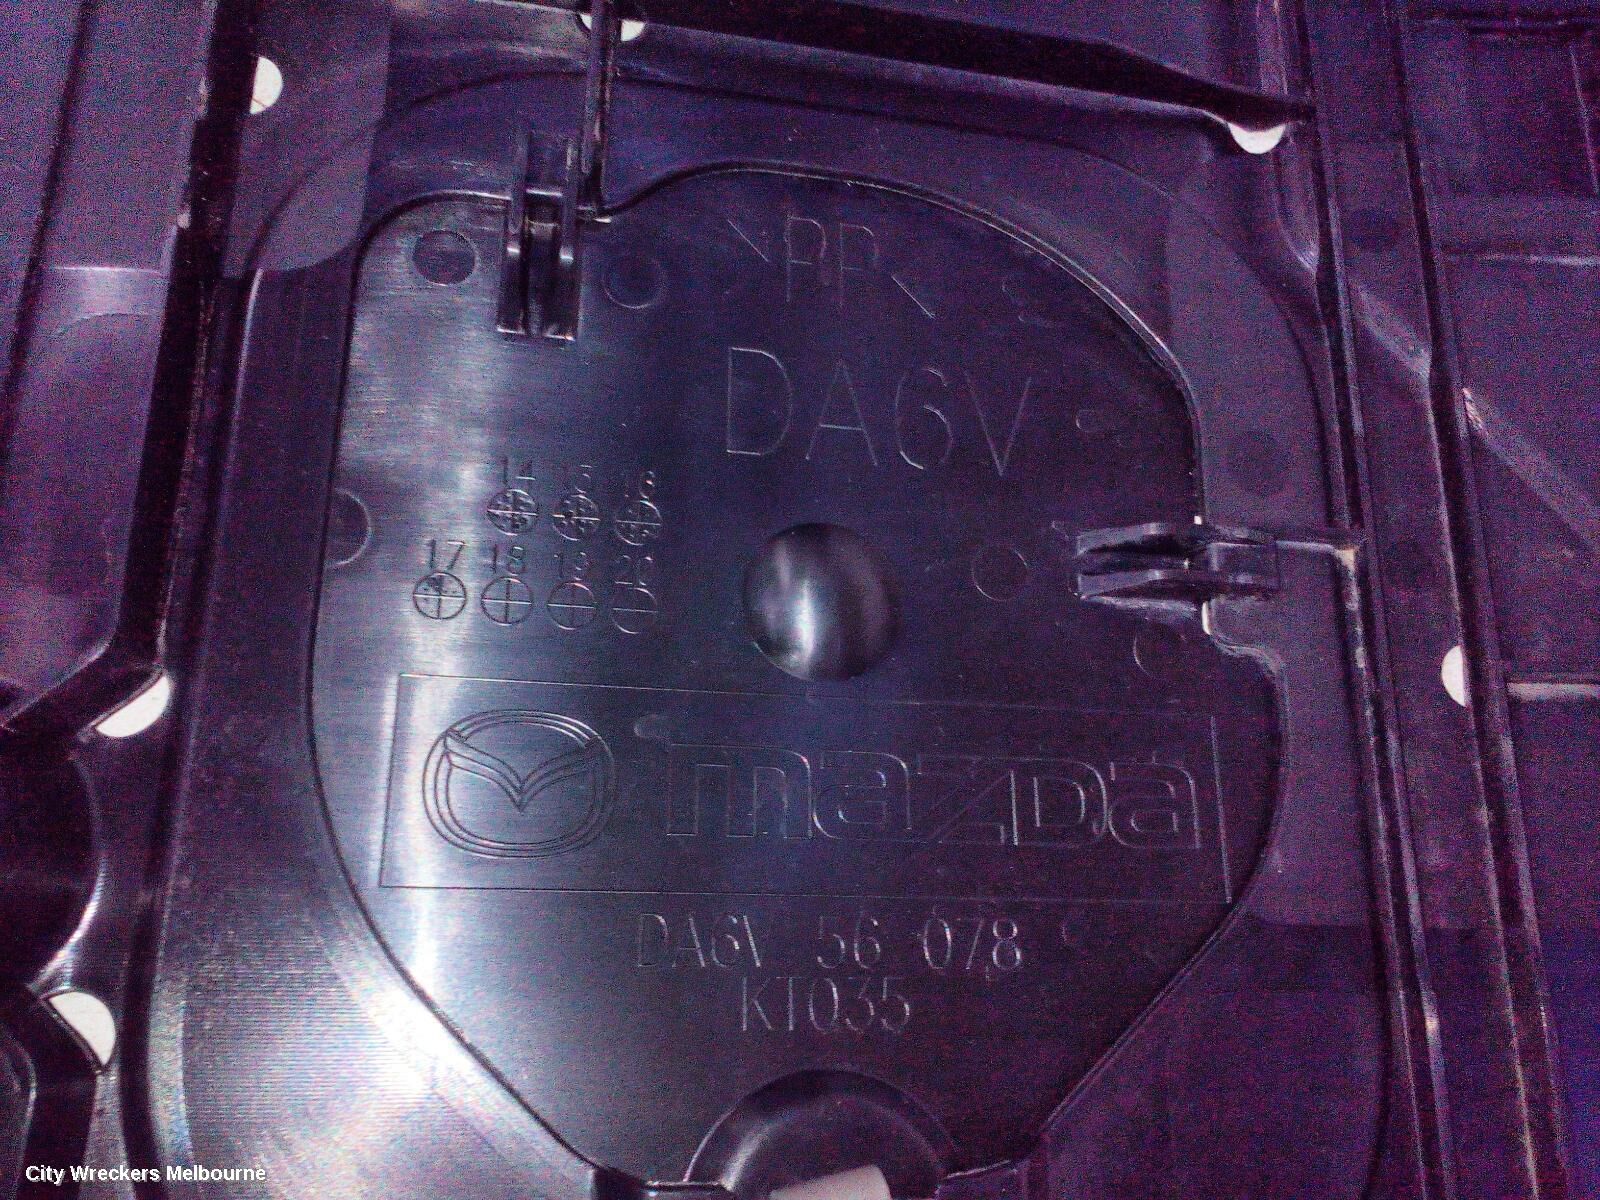 >PP<
DA6V
14 15 16
17 18 19 20
mazda
DA6V 56 078
KT035
City Wreckers Melbourne